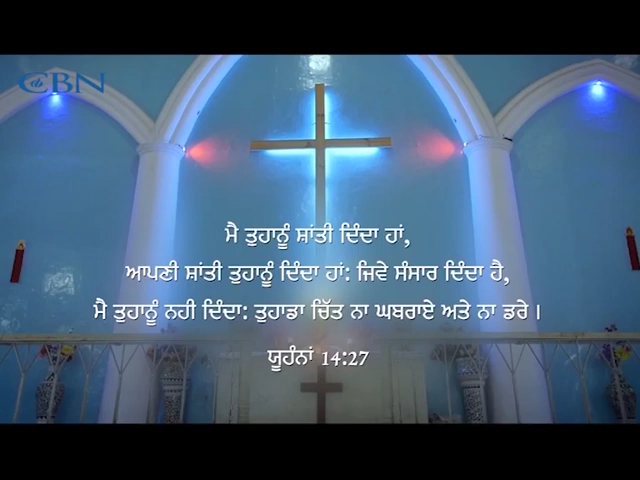 CBN
ਮੈ ਤੁਹਾਨੂੰ ਸ਼ਾਂਤੀ ਦਿੰਦਾ ਹਾਂ,
ਆਪਣੀ ਸ਼ਾਂਤੀ ਤੁਹਾਨੂੰ ਦਿੰਦਾ ਹਾਂ: ਜਿਵੇ ਸੰਸਾਰ ਦਿੰਦਾ ਹੈ,
ਮੈ ਤੁਹਾਨੂੰ ਨਹੀ ਦਿੰਦਾ: ਤੁਹਾਡਾ ਚਿੱਤ ਨਾ ਘਬਰਾਏ ਅਤੇ ਨਾ ਡਰੇ ।
ਯੂਹੰਨਾਂ 14:27